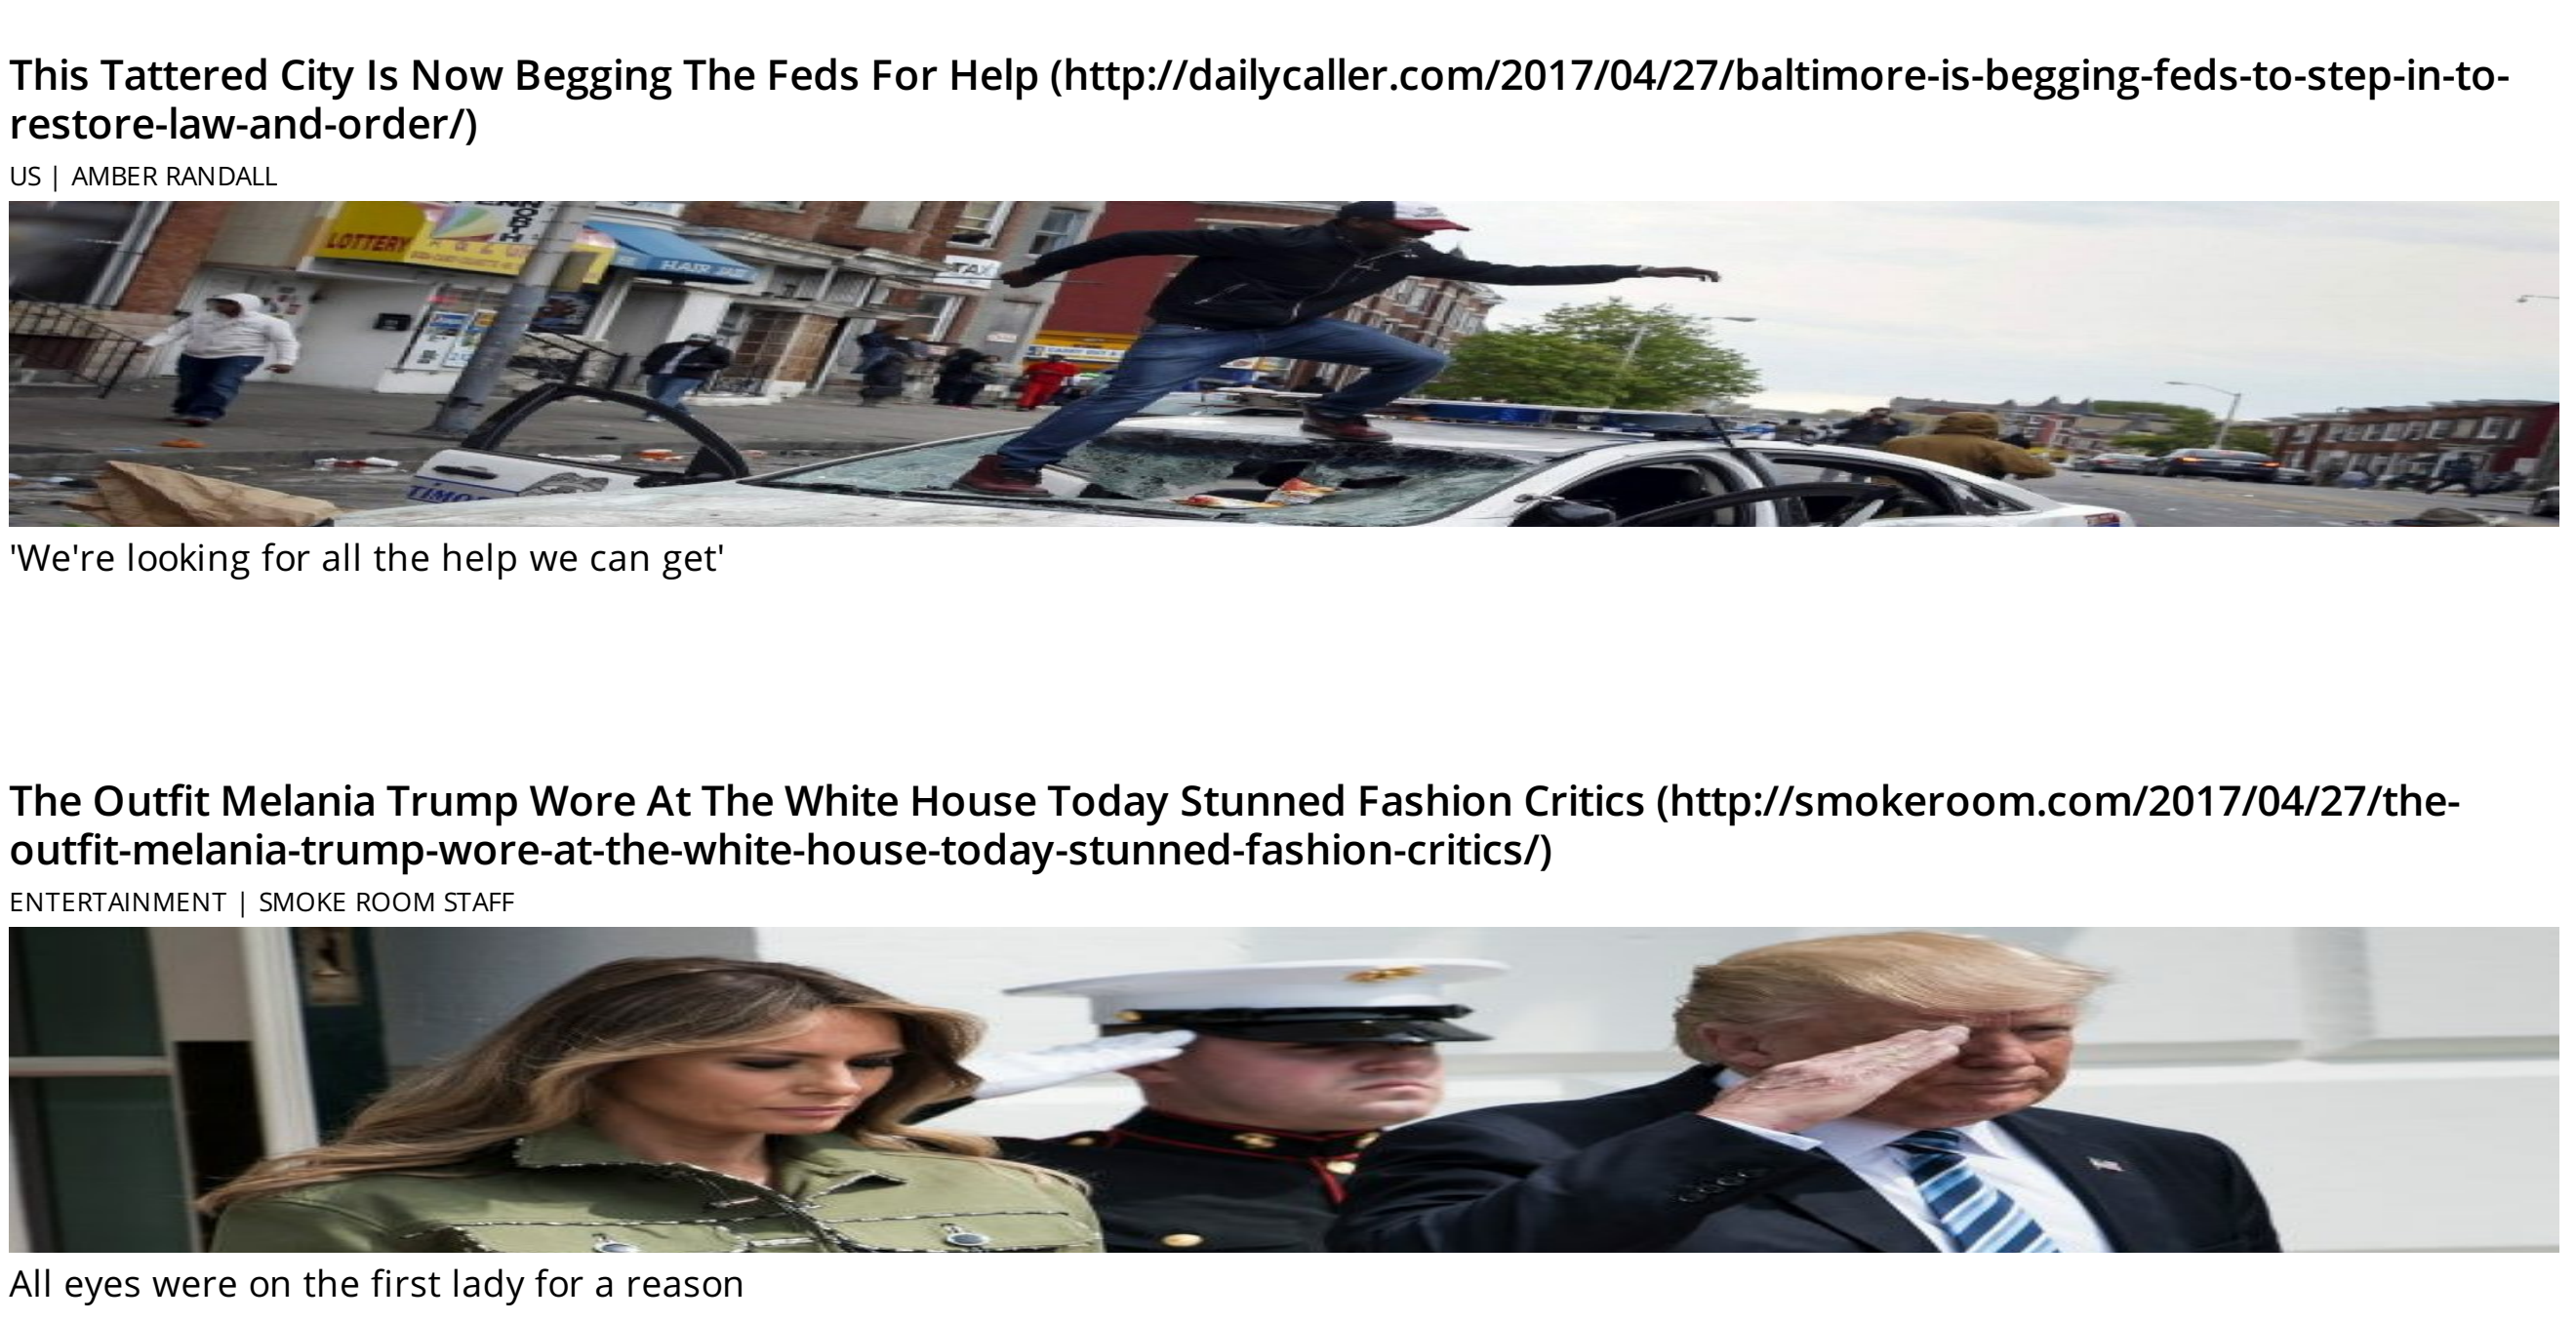 This Tattered City Is Now Begging The Feds For Help (http://dailycaller.com/2017/04/27/baltimore-is-begging-feds-to-step-in-to-
restore-law-and-order/)
US | AMBER RANDALL
LOTTERY
HAIR
TAX
TIMO
'We're looking for all the help we can get'
The Outfit Melania Trump Wore At The White House Today Stunned Fashion Critics (http://smokeroom.com/2017/04/27/the-
outfit-melania-trump-wore-at-the-white-house-today-stunned-fashion-critics/)
ENTERTAINMENT | SMOKE ROOM STAFF
All eyes were on the first lady for a reason